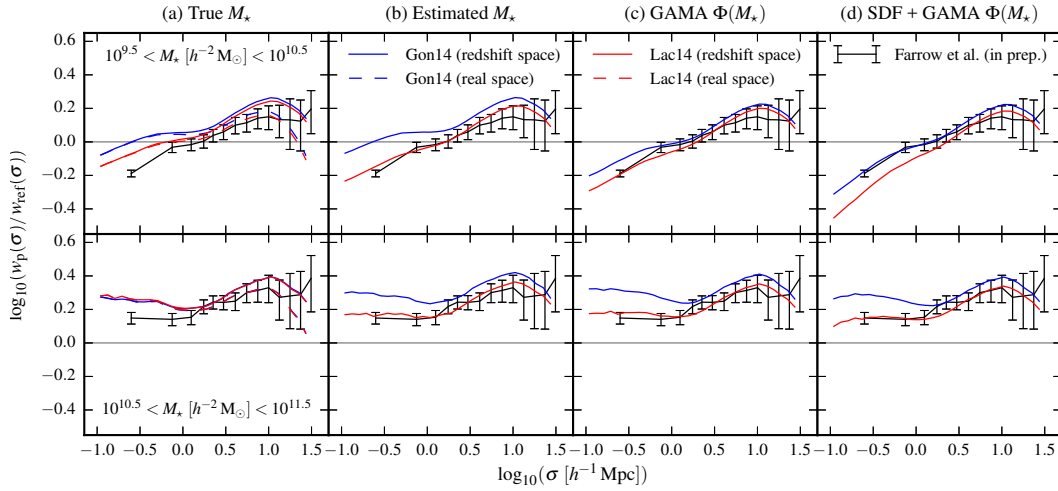 (a) True M⋆
(b) Estimated M⋆
(c) GAMA Φ(M⋆)
(d) SDF + GAMA Φ(M⋆)
10^9.5 < M⋆ [h^−2 M⊙] < 10^10.5
Gon14 (redshift space)
Gon14 (real space)
Lac14 (redshift space)
Lac14 (real space)
Farrow et al. (in prep.)
0.6
0.4
0.2
0.0
−0.2
−0.4
0.6
0.4
0.2
0.0
−0.2
−0.4
log10(wp(σ)/wref(σ))
10^10.5 < M⋆ [h^−2 M⊙] < 10^11.5
−1.0 −0.5 0.0 0.5 1.0 1.5
−1.0 −0.5 0.0 0.5 1.0 1.5
−1.0 −0.5 0.0 0.5 1.0 1.5
−1.0 −0.5 0.0 0.5 1.0 1.5
log10(σ [h^−1 Mpc])